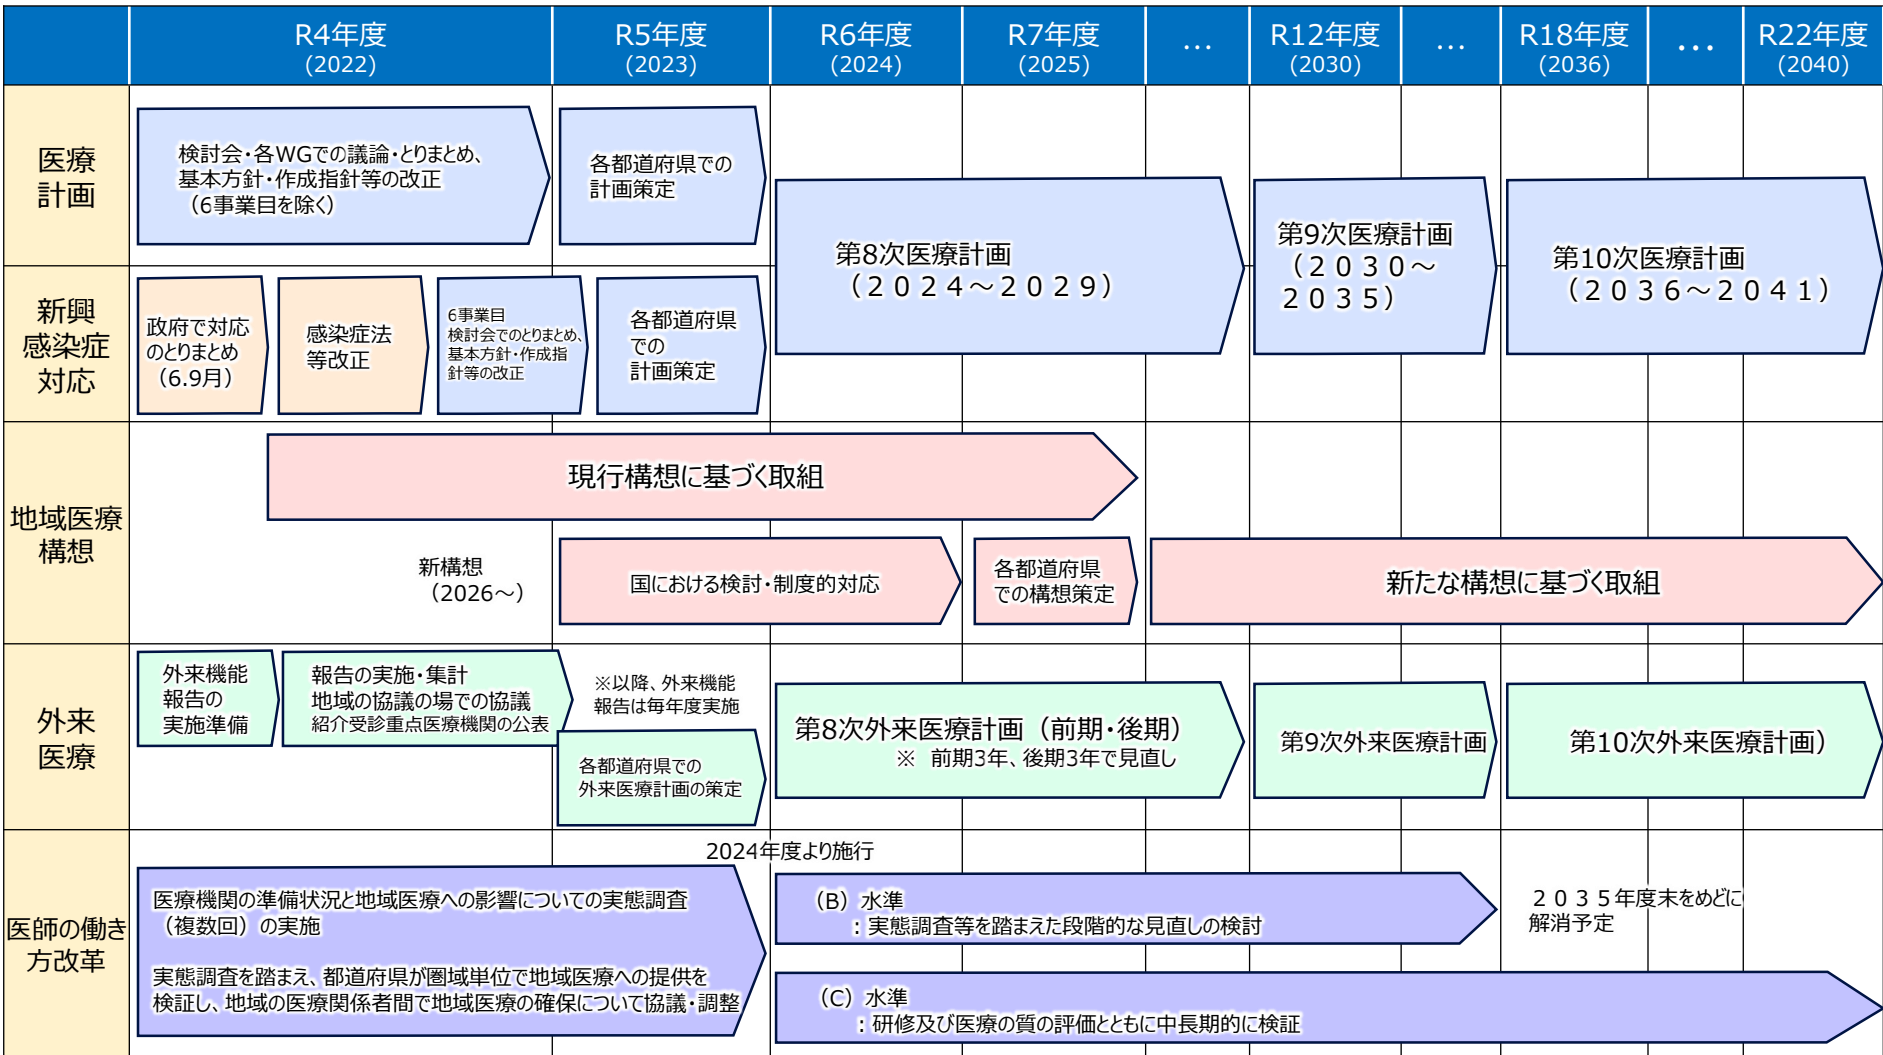 R4年度
(2022)
R5年度
(2023)
R6年度
(2024)
R7年度
(2025)
…
R12年度
(2030)
…
R18年度
(2036)
…
R22年度
(2040)
医療
計画
検討会・各WGでの議論・とりまとめ、
基本方針・作成指針等の改正
（6事業目を除く）
各都道府県での
計画策定
第8次医療計画
（２０２４～２０２９）
第9次医療計画
（２０３０～
２０３５）
第10次医療計画
（２０３６～２０４１）
新興
感染症
対応
政府で対応
のとりまとめ
（6.9月）
感染症法
等改正
6事業目
検討会でのとりまとめ、
基本方針・作成指
針等の改正
各都道府県
での
計画策定
地域医療
構想
現行構想に基づく取組
新構想
（2026～）
国における検討・制度的対応
各都道府県
での構想策定
新たな構想に基づく取組
外来
医療
外来機能
報告の
実施準備
報告の実施・集計
地域の協議の場での協議
紹介受診重点医療機関の公表
※以降、外来機能
報告は毎年度実施
各都道府県での
外来医療計画の策定
第8次外来医療計画（前期・後期）
※　前期3年、後期3年で見直し
第9次外来医療計画
第10次外来医療計画）
医師の働き
方改革
2024年度より施行
医療機関の準備状況と地域医療への影響についての実態調査
（複数回）の実施
実態調査を踏まえ、都道府県が圏域単位で地域医療への提供を
検証し、地域の医療関係者間で地域医療の確保について協議・調整
（B）水準
：実態調査等を踏まえた段階的な見直しの検討
２０３５年度末をめどに
解消予定
（C）水準
：研修及び医療の質の評価とともに中長期的に検証